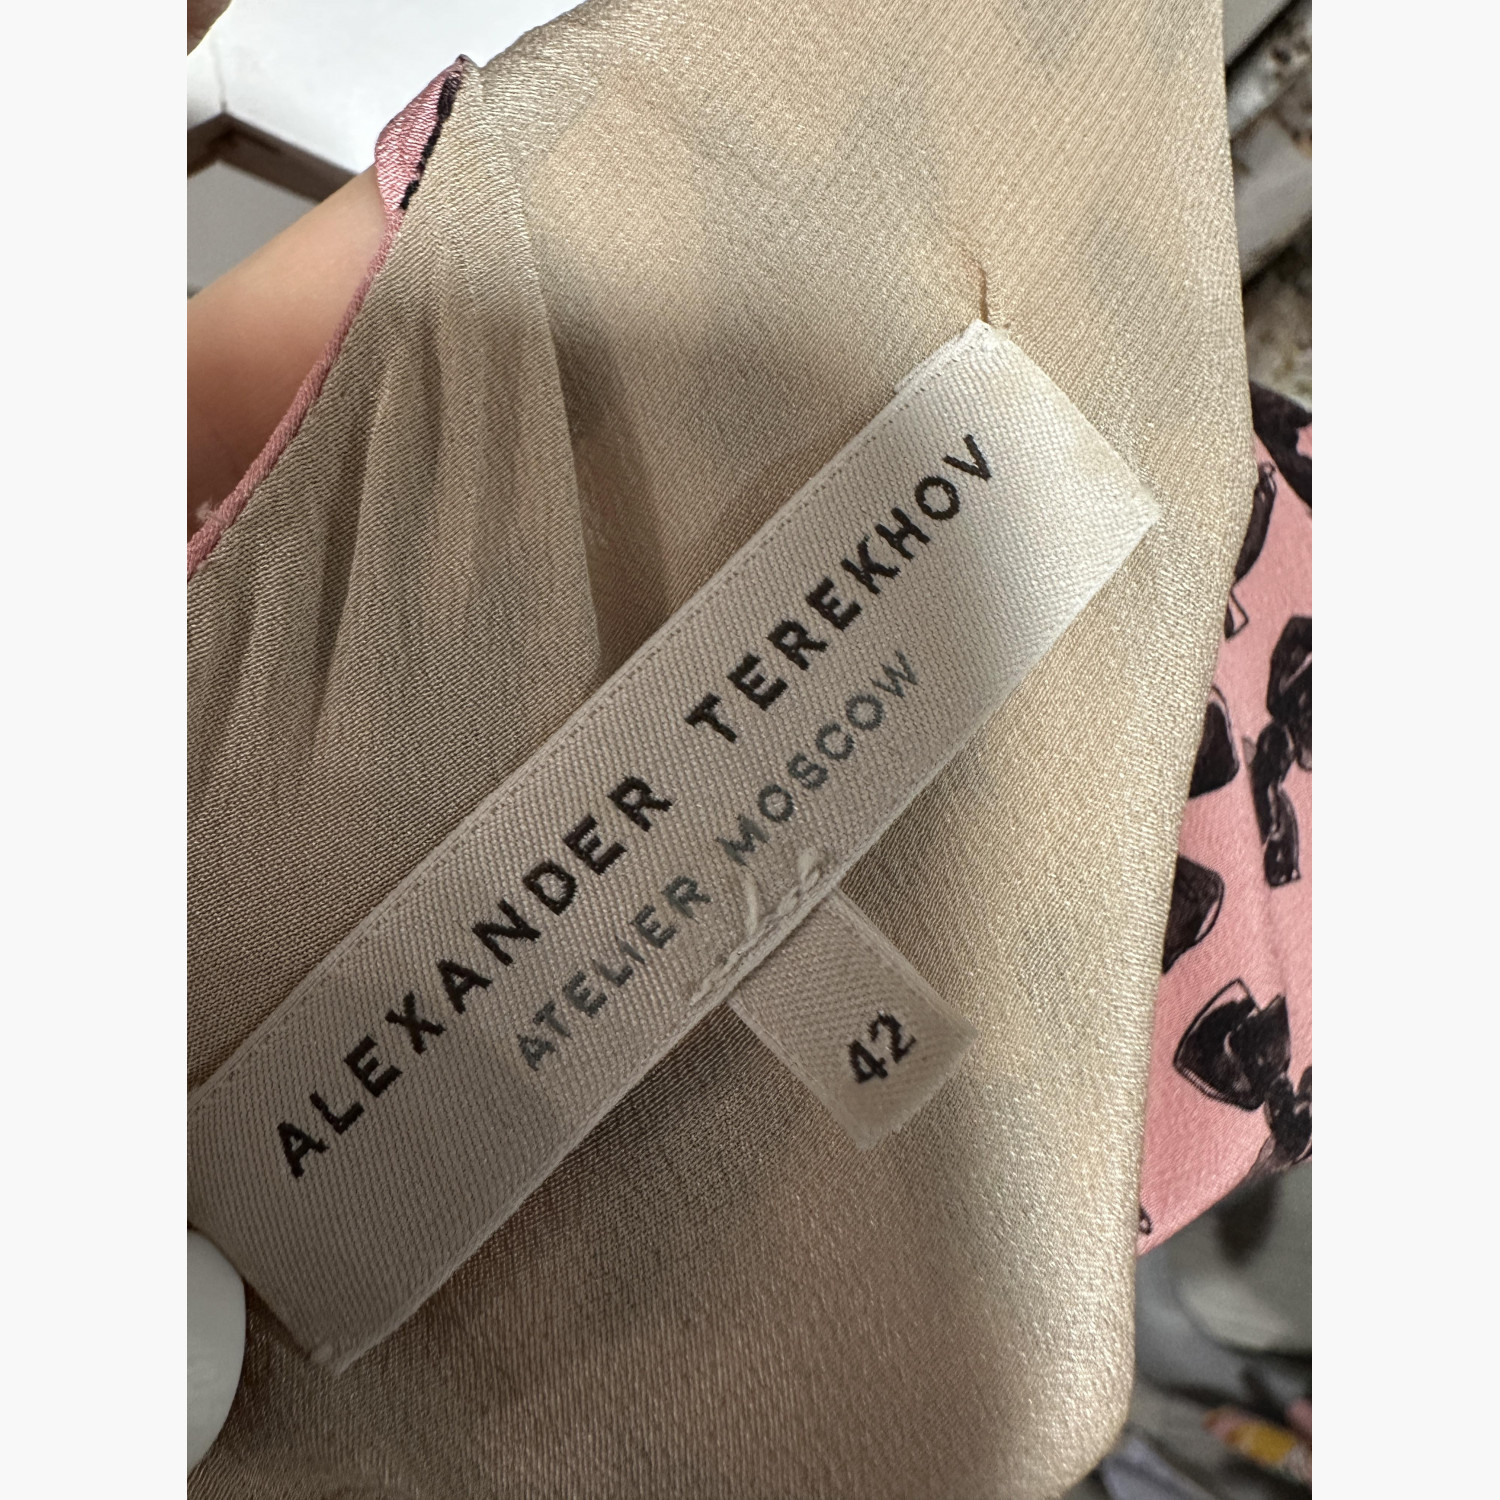 ALEXANDER TEREKHOV
ATELIER MOSCOW
42